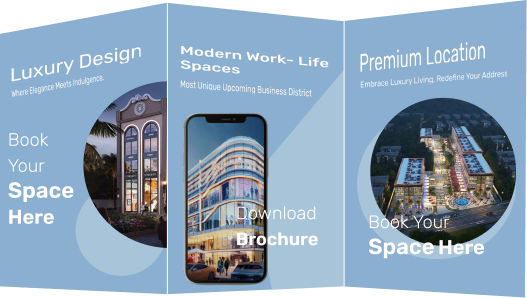 Luxury Design
Where Elegance Meets Indulgence.
Book
Your
Space
Here
Modern Work- Life
Spaces
Most Unique Upcoming Business District
Download
Brochure
Premium Location
Embrace Luxury Living, Redefine Your Address
Book Your
Space Here